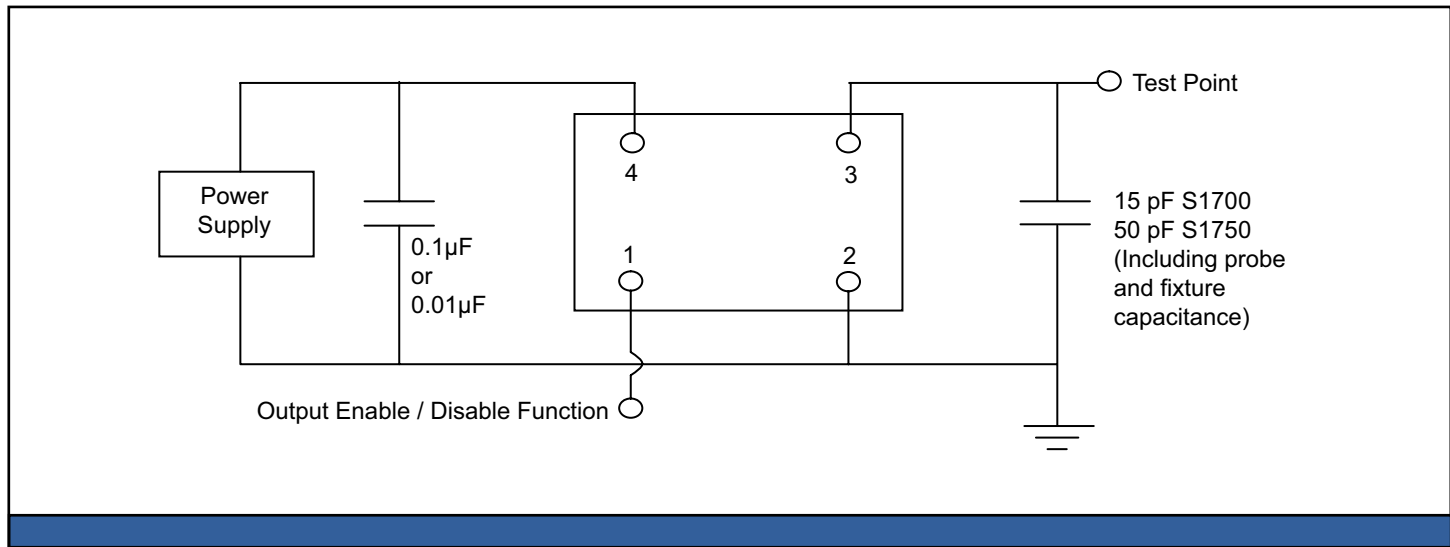 Test Point
4
3
Power
Supply
15 pF S1700
50 pF S1750
(Including probe
and fixture
capacitance)
0.1µF
or
0.01µF
1
2
Output Enable / Disable Function